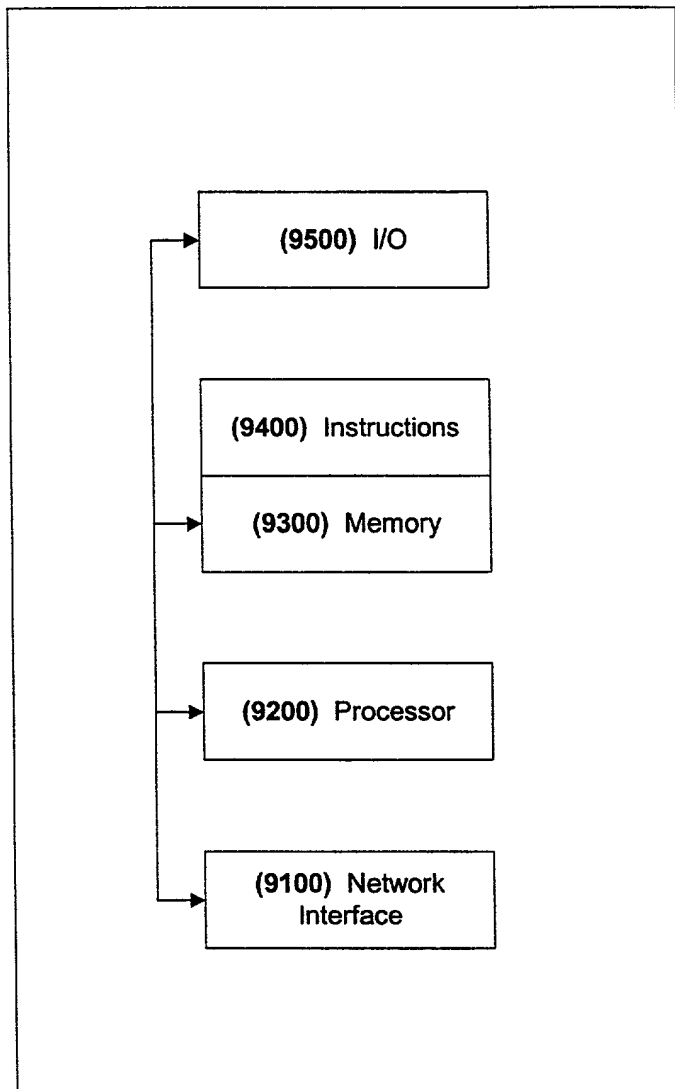 (9500) I/O
(9400) Instructions
(9300) Memory
(9200) Processor
(9100) Network
Interface